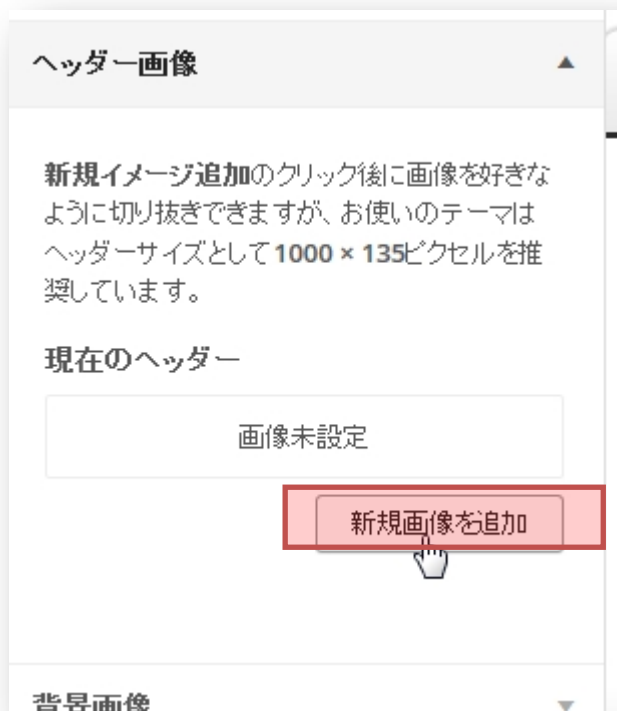 ヘッダー画像
新規イメージ追加のクリック後に画像を好きな
ように切り抜きできますが、お使いのテーマは
ヘッダーサイズとして1000 × 135ピクセルを推
奨しています。
現在のヘッダー
画像未設定
新規画像を追加
背景画像